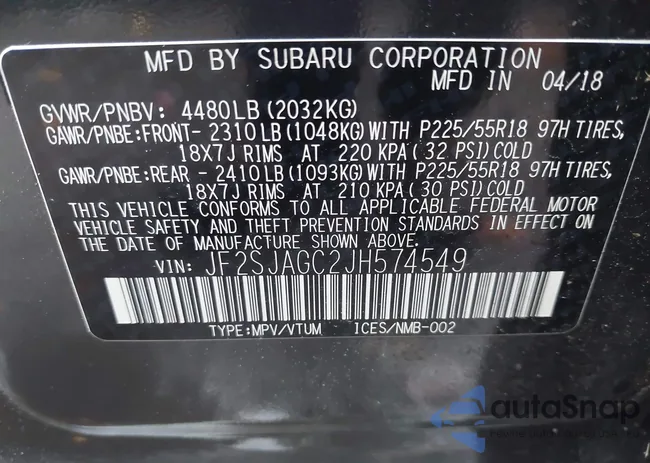 MFD BY SUBARU CORPORATION
MFD IN 04/18
GVWR/PNBV: 4480LB (2032KG)
GAWR/PNBE:FRONT- 2310LB(1048KG)WITH P225/55R18 97H TIRES,
18X7J RIMS AT 220 KPA(32 PSI)COLD
GAWR/PNBE:REAR - 2410LB(1093KG)WITH P225/55R18 97H TIRES,
18X7J RIMS AT 210 KPA(30 PSI)COLD
THIS VEHICLE CONFORMS TO ALL APPLICABLE FEDERAL MOTOR
VEHICLE SAFETY AND THEFT PREVENTION STANDARDS IN EFFECT ON
THE DATE OF MANUFACTURE SHOWN ABOVE.
VIN: JF2SJAGC2JH574549
TYPE:MPV/VTUM ICES/NMB-002
autoSnap